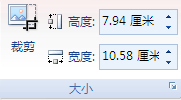 高度: 7.94 厘米
裁剪
宽度: 10.58 厘米
大小